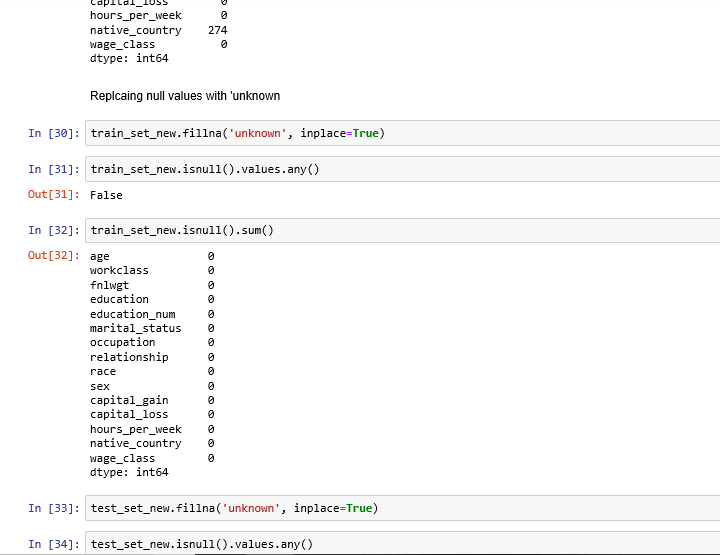 capital_loss 0
hours_per_week 0
native_country 274
wage_class 0
dtype: int64
Replcaing null values with 'unknown
In [30]: train_set_new.fillna('unknown', inplace=True)
In [31]: train_set_new.isnull().values.any()
Out[31]: False
In [32]: train_set_new.isnull().sum()
Out[32]: age 0
workclass 0
fnlwgt 0
education 0
education_num 0
marital_status 0
occupation 0
relationship 0
race 0
sex 0
capital_gain 0
capital_loss 0
hours_per_week 0
native_country 0
wage_class 0
dtype: int64
In [33]: test_set_new.fillna('unknown', inplace=True)
In [34]: test_set_new.isnull().values.any()